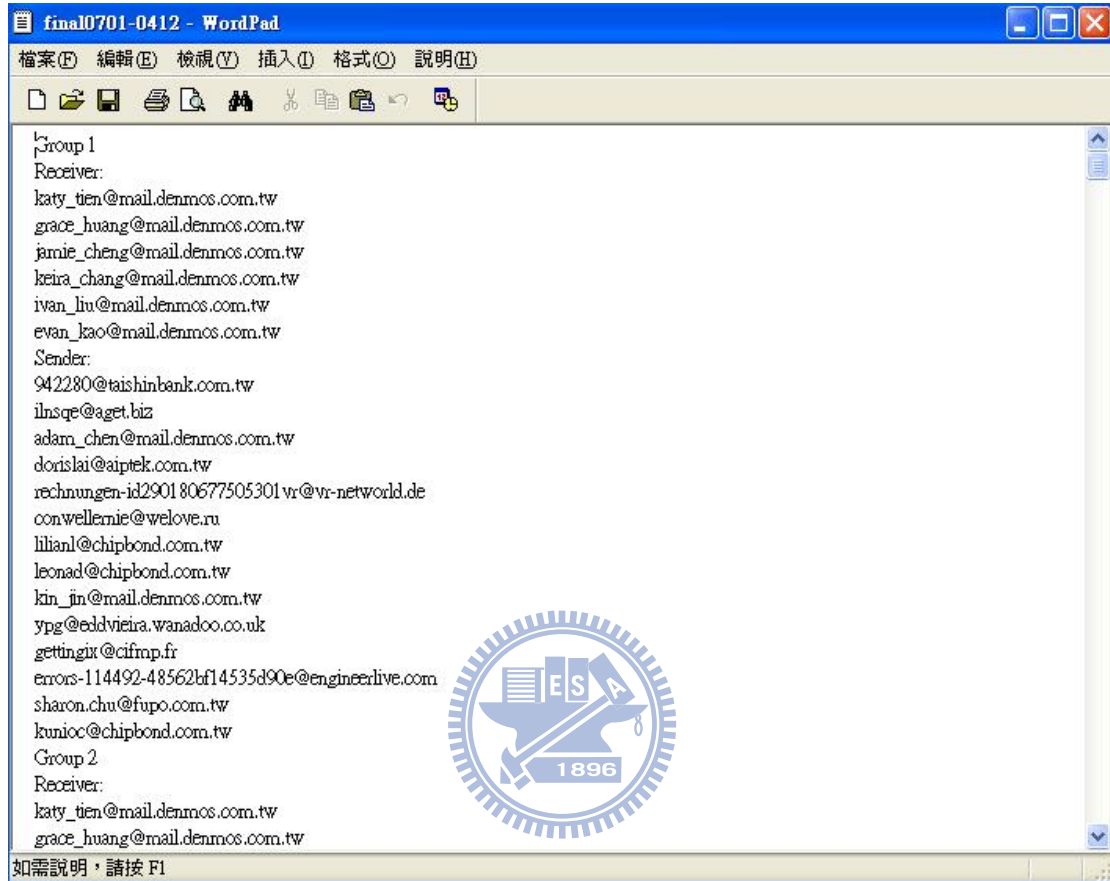 final0701-0412 - WordPad
檔案(F) 編輯(E) 檢視(V) 插入(I) 格式(O) 說明(H)
Group 1
Receiver:
katy_tien@mail.denmos.com.tw
grace_huang@mail.denmos.com.tw
jamie_cheng@mail.denmos.com.tw
keira_chang@mail.denmos.com.tw
ivan_liu@mail.denmos.com.tw
evan_kao@mail.denmos.com.tw
Sender:
942280@taishinbank.com.tw
ilnsqe@aget.biz
adam_chen@mail.denmos.com.tw
dorislai@aiptek.com.tw
rechnungen-id290180677505301vr@vr-networld.de
conwellernie@welove.ru
lilianl@chipbond.com.tw
leonad@chipbond.com.tw
kin_jin@mail.denmos.com.tw
ypg@eddvieira.wanadoo.co.uk
gettingix@cifmp.fr
errors-114492-48562bf14535d90e@engineerlive.com
sharon.chu@fupo.com.tw
kunioc@chipbond.com.tw
Group 2
Receiver:
katy_tien@mail.denmos.com.tw
grace_huang@mail.denmos.com.tw
ES
A
1896
如需說明，請按 F1